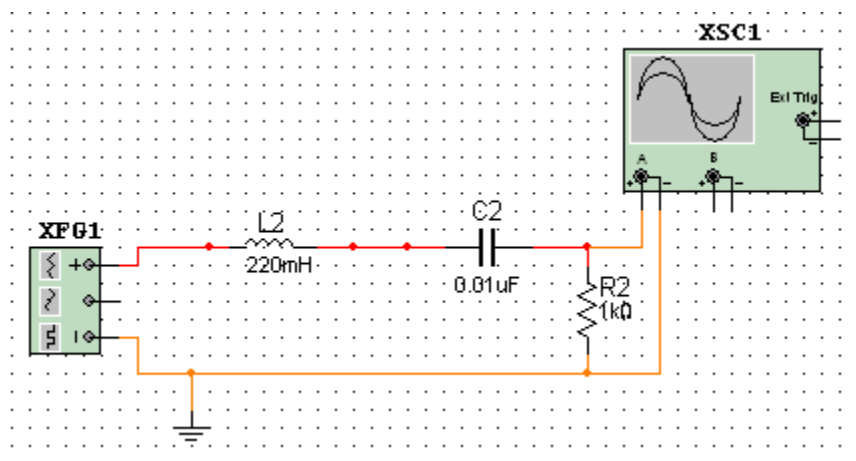 XSC1
Ext Trig
+
−
A
B
+ − + −
XFG1
+
L2
220mH
C2
0.01uF
R2
1kΩ